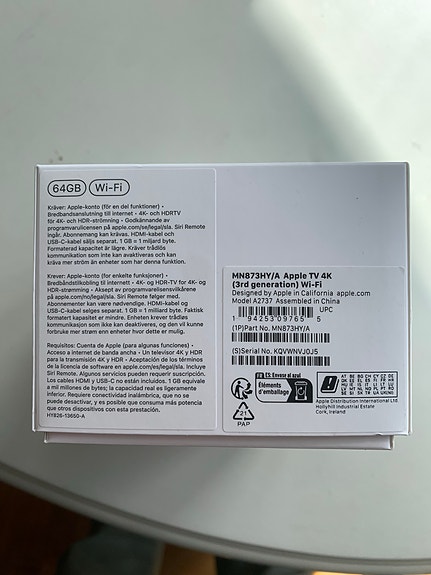 64GB Wi-Fi
Kräver: Apple-konto (för en del funktioner) •
Bredbandsanslutning till internet • 4K- och HDRTV
för 4K- och HDR-strömning • Godkännande av
programvarulicensen på apple.com/se/legal/sla. Siri Remote
ingår. Abonnemang kan krävas. HDMI-kabel och
USB-C-kabel säljs separat. 1 GB = 1 miljard byte.
Formaterad kapacitet är lägre. Kräver trådlös
kommunikation som inte kan avaktiveras och kan
kräva mer ström än enheten som har denna funktion.
Krever: Apple-konto (for enkelte funksjoner) •
Bredbåndstilkobling til internett • 4K- og HDR-TV for 4K- og
HDR-strømming • Aksept av programvarelisensvilkårene
på apple.com/no/legal/sla. Siri Remote følger med.
Abonnementer kan være nødvendige. HDMI-kabel og
USB-C-kabel selges separat. 1 GB = 1 milliard byte. Faktisk
formatert kapasitet er mindre. Enheten krever trådløs
kommunikasjon som ikke kan deaktiveres, og den vil kunne
forbruke mer strøm enn enheter hvor dette er mulig.
Requisitos: Cuenta de Apple (para algunas funciones) •
Acceso a internet de banda ancha • Un televisor 4K y HDR
para la transmisión 4K y HDR • Aceptación de los términos
de la licencia de software en apple.com/es/legal/sla. Incluye
Siri Remote. Algunos servicios pueden requerir suscripción.
Los cables HDMI y USB-C no están incluidos. 1 GB equivale
a mil millones de bytes; la capacidad real es ligeramente
inferior. Requiere conectividad inalámbrica, que no se
puede desactivar, y es posible que consuma más potencia
que otros dispositivos con esta prestación.
HY826-13650-A
MN873HY/A Apple TV 4K
(3rd generation) Wi-Fi
Designed by Apple in California apple.com
Model A2737 Assembled in China
UPC
1 94253 09765 5
(1P)Part No. MN873HY/A
(S)Serial No. KQVWNVJ0J5
ES: Envase al azul
Éléments
d'emballage
21
PAP
Apple Distribution International Ltd.
Hollyhill Industrial Estate
Cork, Ireland